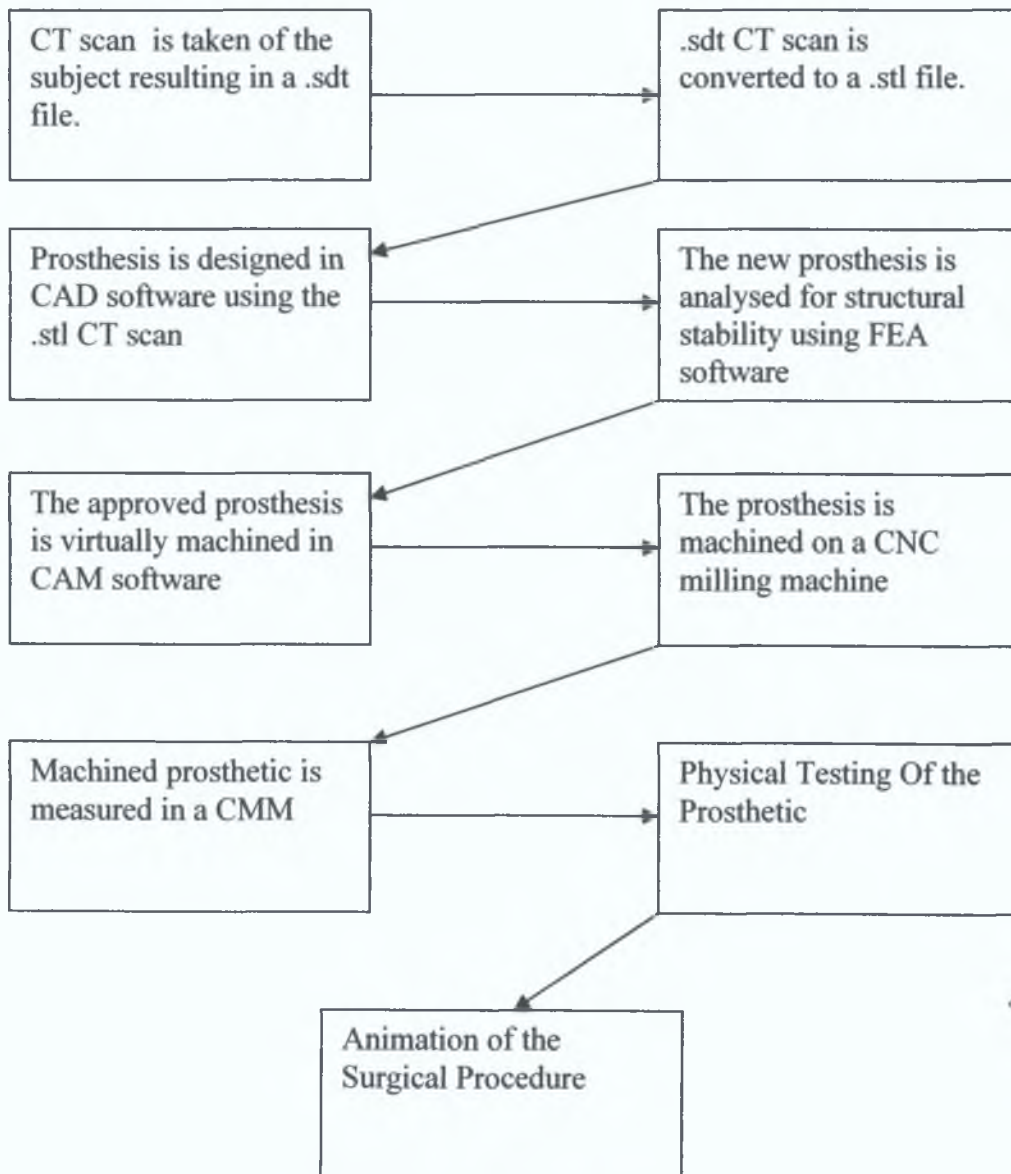 CT scan is taken of the
subject resulting in a .sdt
file.
.sdt CT scan is
converted to a .stl file.
Prosthesis is designed in
CAD software using the
.stl CT scan
The new prosthesis is
analysed for structural
stability using FEA
software
The approved prosthesis
is virtually machined in
CAM software
The prosthesis is
machined on a CNC
milling machine
Machined prosthetic is
measured in a CMM
Physical Testing Of the
Prosthetic
Animation of the
Surgical Procedure